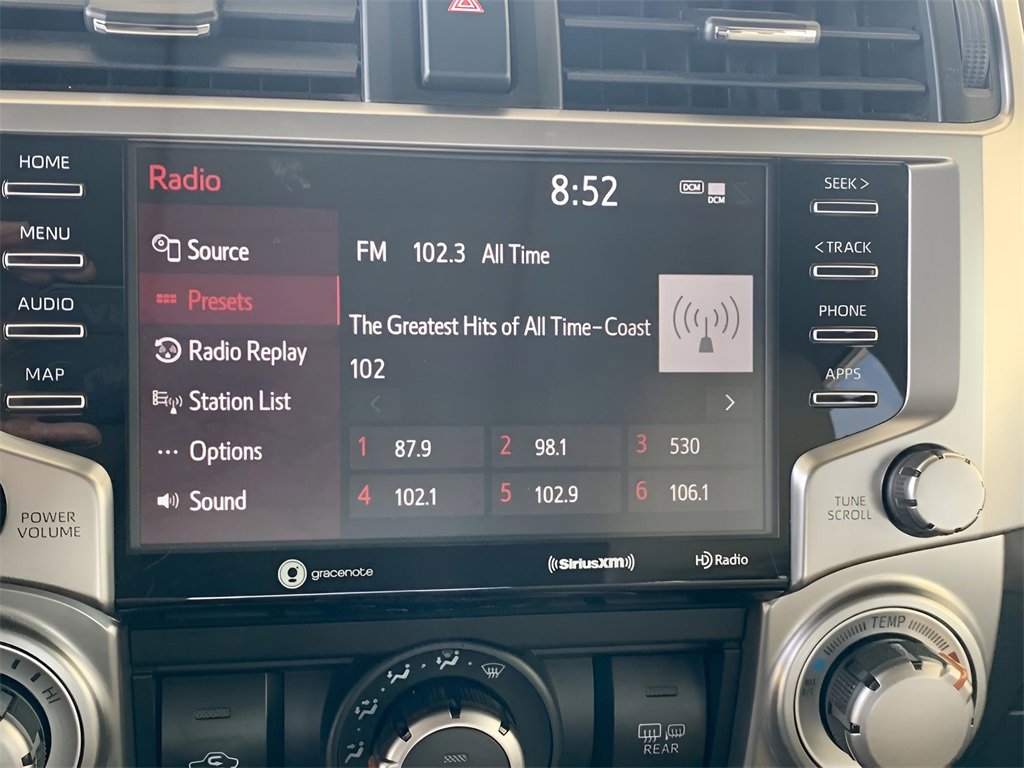 HOME
MENU
AUDIO
MAP
POWER
VOLUME
Radio
8:52
DCM
DCM
Source
Presets
Radio Replay
Station List
... Options
Sound
FM 102.3 All Time
The Greatest Hits of All Time-Coast
102
< >
1 87.9 2 98.1 3 530
4 102.1 5 102.9 6 106.1
gracenote
((SiriusXM))
HD Radio
SEEK >
< TRACK
PHONE
APPS
TUNE
SCROLL
HI
TEMP
REAR